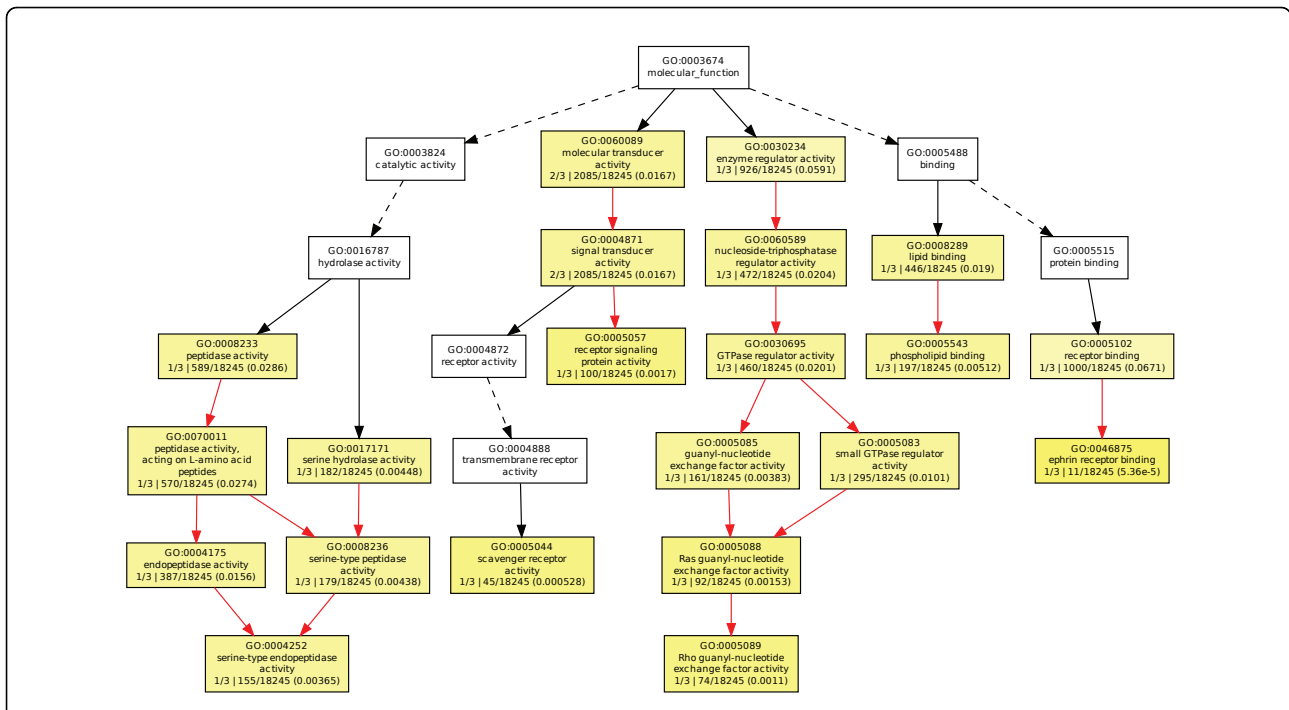 GO:0003674
molecular_function
GO:0003824
catalytic activity
GO:0060089
molecular transducer
activity
2/3 | 2085/18245 (0.0167)
GO:0030234
enzyme regulator activity
1/3 | 926/18245 (0.0591)
GO:0005488
binding
GO:0016787
hydrolase activity
GO:0004871
signal transducer
activity
2/3 | 2085/18245 (0.0167)
GO:0060589
nucleoside-triphosphatase
regulator activity
1/3 | 472/18245 (0.0204)
GO:0008289
lipid binding
1/3 | 446/18245 (0.019)
GO:0005515
protein binding
GO:0008233
peptidase activity
1/3 | 589/18245 (0.0286)
GO:0004872
receptor activity
GO:0005057
receptor signaling
protein activity
1/3 | 100/18245 (0.0017)
GO:0030695
GTPase regulator activity
1/3 | 460/18245 (0.0201)
GO:0005543
phospholipid binding
1/3 | 197/18245 (0.00512)
GO:0005102
receptor binding
1/3 | 1000/18245 (0.0671)
GO:0070011
peptidase activity,
acting on L-amino acid
peptides
1/3 | 570/18245 (0.0274)
GO:0017171
serine hydrolase activity
1/3 | 182/18245 (0.00448)
GO:0004888
transmembrane receptor
activity
GO:0005085
guanyl-nucleotide
exchange factor activity
1/3 | 161/18245 (0.00383)
GO:0005083
small GTPase regulator
activity
1/3 | 295/18245 (0.0101)
GO:0046875
ephrin receptor binding
1/3 | 11/18245 (5.36e-5)
GO:0004175
endopeptidase activity
1/3 | 387/18245 (0.0156)
GO:0008236
serine-type peptidase
activity
1/3 | 179/18245 (0.00438)
GO:0005044
scavenger receptor
activity
1/3 | 45/18245 (0.000528)
GO:0005088
Ras guanyl-nucleotide
exchange factor activity
1/3 | 92/18245 (0.00153)
GO:0004252
serine-type endopeptidase
activity
1/3 | 155/18245 (0.00365)
GO:0005089
Rho guanyl-nucleotide
exchange factor activity
1/3 | 74/18245 (0.0011)